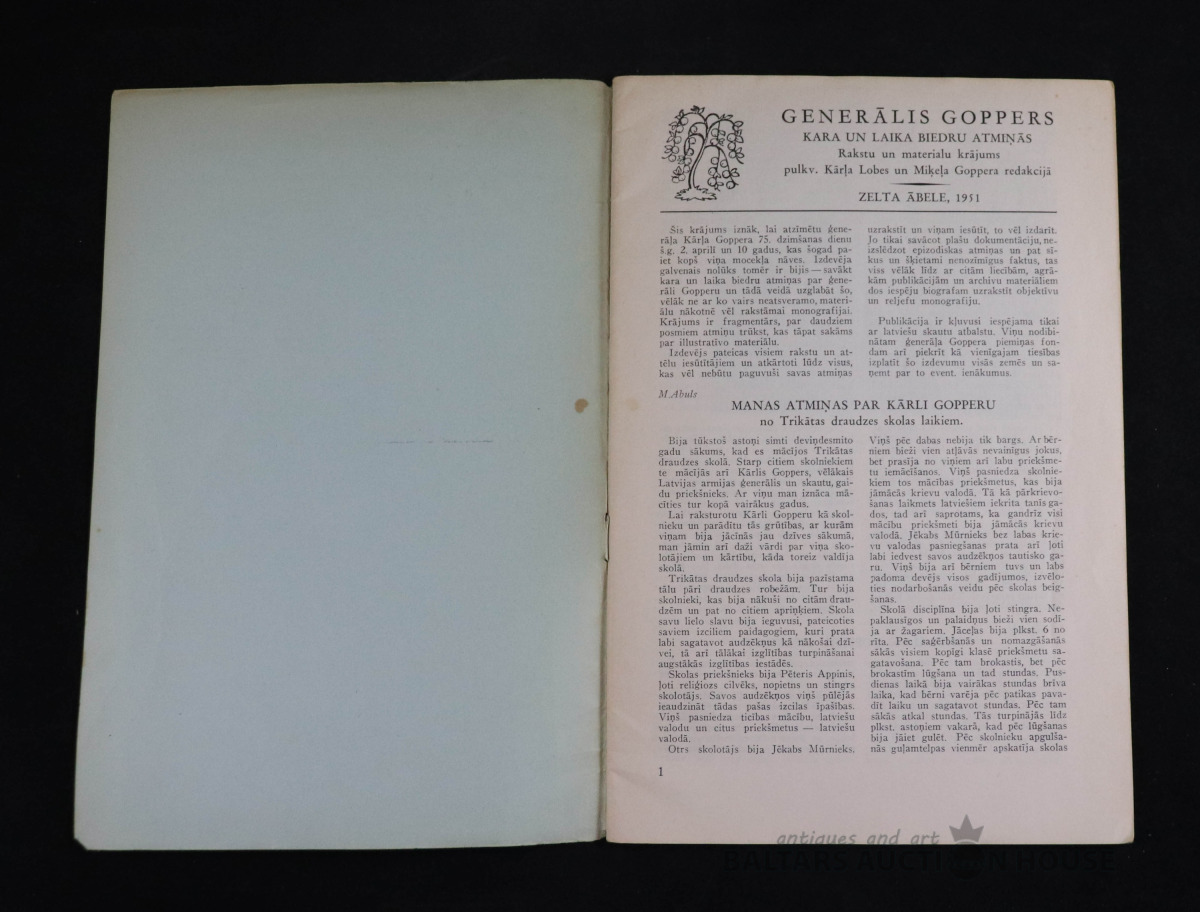 ĢENERĀLIS GOPPERS
KARA UN LAIKA BIEDRU ATMIŅĀS
Rakstu un materialu krājums
pulkv. Kārļa Lobes un Miķeļa Goppera redakcijā
ZELTA ĀBELE, 1951
Šis krājums iznāk, lai atzīmētu ģene-
rāļa Kārļa Goppera 75. dzimšanas dienu
š.g. 2. aprilī un 10 gadus, kas šogad pa-
iet kopš viņa mocekļa nāves. Izdevēja
galvenais nolūks tomēr ir bijis — savākt
kara un laika biedru atmiņas par ģene-
rāli Gopperu un tādā veidā uzglabāt šo,
vēlāk ne ar ko vairs neatsveramo, materi-
ālu nākotnē vēl rakstāmai monografijai.
Krājums ir fragmentārs, par daudziem
posmiem atmiņu trūkst, kas tāpat sakāms
par illustratīvo materiālu.
Izdevējs pateicas visiem rakstu un at-
tēlu iesūtītājiem un atkārtoti lūdz visus,
kas vēl nebūtu paguvuši savas atmiņas
uzrakstīt un viņam iesūtīt, to vēl izdarīt.
Jo tikai savācot plašu dokumentāciju, ne-
izslēdzot epizodiskas atmiņas un pat sī-
kus un šķietami nenozīmīgus faktus, tas
viss vēlāk līdz ar citām liecībām, agrā-
kām publikācijām un archivu materiāliem
dos iespēju biografam uzrakstīt objektīvu
un reljefu monografiju.
Publikācija ir kļuvusi iespējama tikai
ar latviešu skautu atbalstu. Viņu nodibi-
nātam ģenerāļa Goppera piemiņas fon-
dam arī piekrīt kā vienīgajam tiesības
izplatīt šo izdevumu visās zemēs un sa-
ņemt par to event. ienākumus.
M.Abuls
MANAS ATMIŅAS PAR KĀRLI GOPPERU
no Trikātas draudzes skolas laikiem.
Bija tūkstoš astoņi simti deviņdesmito
gadu sākums, kad es mācījos Trikātas
draudzes skolā. Starp citiem skolniekiem
te mācījās arī Kārlis Goppers, vēlākais
Latvijas armijas ģenerālis un skautu, gai-
du priekšnieks. Ar viņu man iznāca mā-
cīties tur kopā vairākus gadus.
Lai raksturotu Kārli Gopperu kā skol-
nieku un parādītu tās grūtības, ar kurām
viņam bija jācīnās jau dzīves sākumā,
man jāmin arī daži vārdi par viņa sko-
lotājiem un kārtību, kāda toreiz valdīja
skolā.
Trikātas draudzes skola bija pazīstama
tālu pāri draudzes robežām. Tur bija
skolnieki, kas bija nākuši no citām drau-
dzēm un pat no citiem apriņķiem. Skola
savu lielo slavu bija ieguvusi, pateicoties
saviem izciliem paidagogiem, kuri prata
labi sagatavot audzēkņus kā nākošai dzī-
vei, tā arī tālākai izglītības turpināšanai
augstākās izglītības iestādēs.
Skolas priekšnieks bija Pēteris Appinis,
ļoti reliģiozs cilvēks, nopietns un stingrs
skolotājs. Savos audzēkņos viņš pūlējās
ieaudzināt tādas pašas izcilas īpašības.
Viņš pasniedza ticības mācību, latviešu
valodu un citus priekšmetus — latviešu
valodā.
Otrs skolotājs bija Jēkabs Mūrnieks.
Viņš pēc dabas nebija tik bargs. Ar bēr-
niem bieži vien atļāvās nevainīgus jokus,
bet prasīja no viņiem arī labu priekšme-
tu iemācīšanos. Viņš pasniedza skolnie-
kiem tos mācības priekšmetus, kas bija
jāmācās krievu valodā. Tā kā pārkrievo-
šanas laikmets latviešiem iekrita tanīs ga-
dos, tad arī saprotams, ka gandrīz visi
mācību priekšmeti bija jāmācās krievu
valodā. Jēkabs Mūrnieks bez labas krie-
vu valodas pasniegšanas prata arī ļoti
labi iedvest savos audzēkņos tautisko ga-
ru. Viņš bija arī bērniem tuvs un labs
padoma devējs visos gadījumos, izvēlo-
ties nodarbošanās veidu pēc skolas beig-
šanas.
Skolā disciplīna bija ļoti stingra. Ne-
paklausīgos un palaidņus bieži vien sodī-
ja ar žagariem. Jāceļas bija plkst. 6 no
rīta. Pēc saģērbšanās un nomazgāšanās
sākās visiem kopīgi klasē priekšmetu sa-
gatavošana. Pēc tam brokastis, bet pēc
brokastīm lūgšana un tad stundas. Pus-
dienas laikā bija vairākas stundas brīva
laika, kad bērni varēja pēc patikas pava-
dīt laiku un sagatavot stundas. Pēc tam
sākās atkal stundas. Tās turpinājās līdz
plkst. astoņiem vakarā, kad pēc lūgšanas
bija jāiet gulēt. Pēc skolnieku apgulša-
nās guļamtelpas vienmēr apskatīja skolas
1
antiques and art
BALTARS AUCTION HOUSE